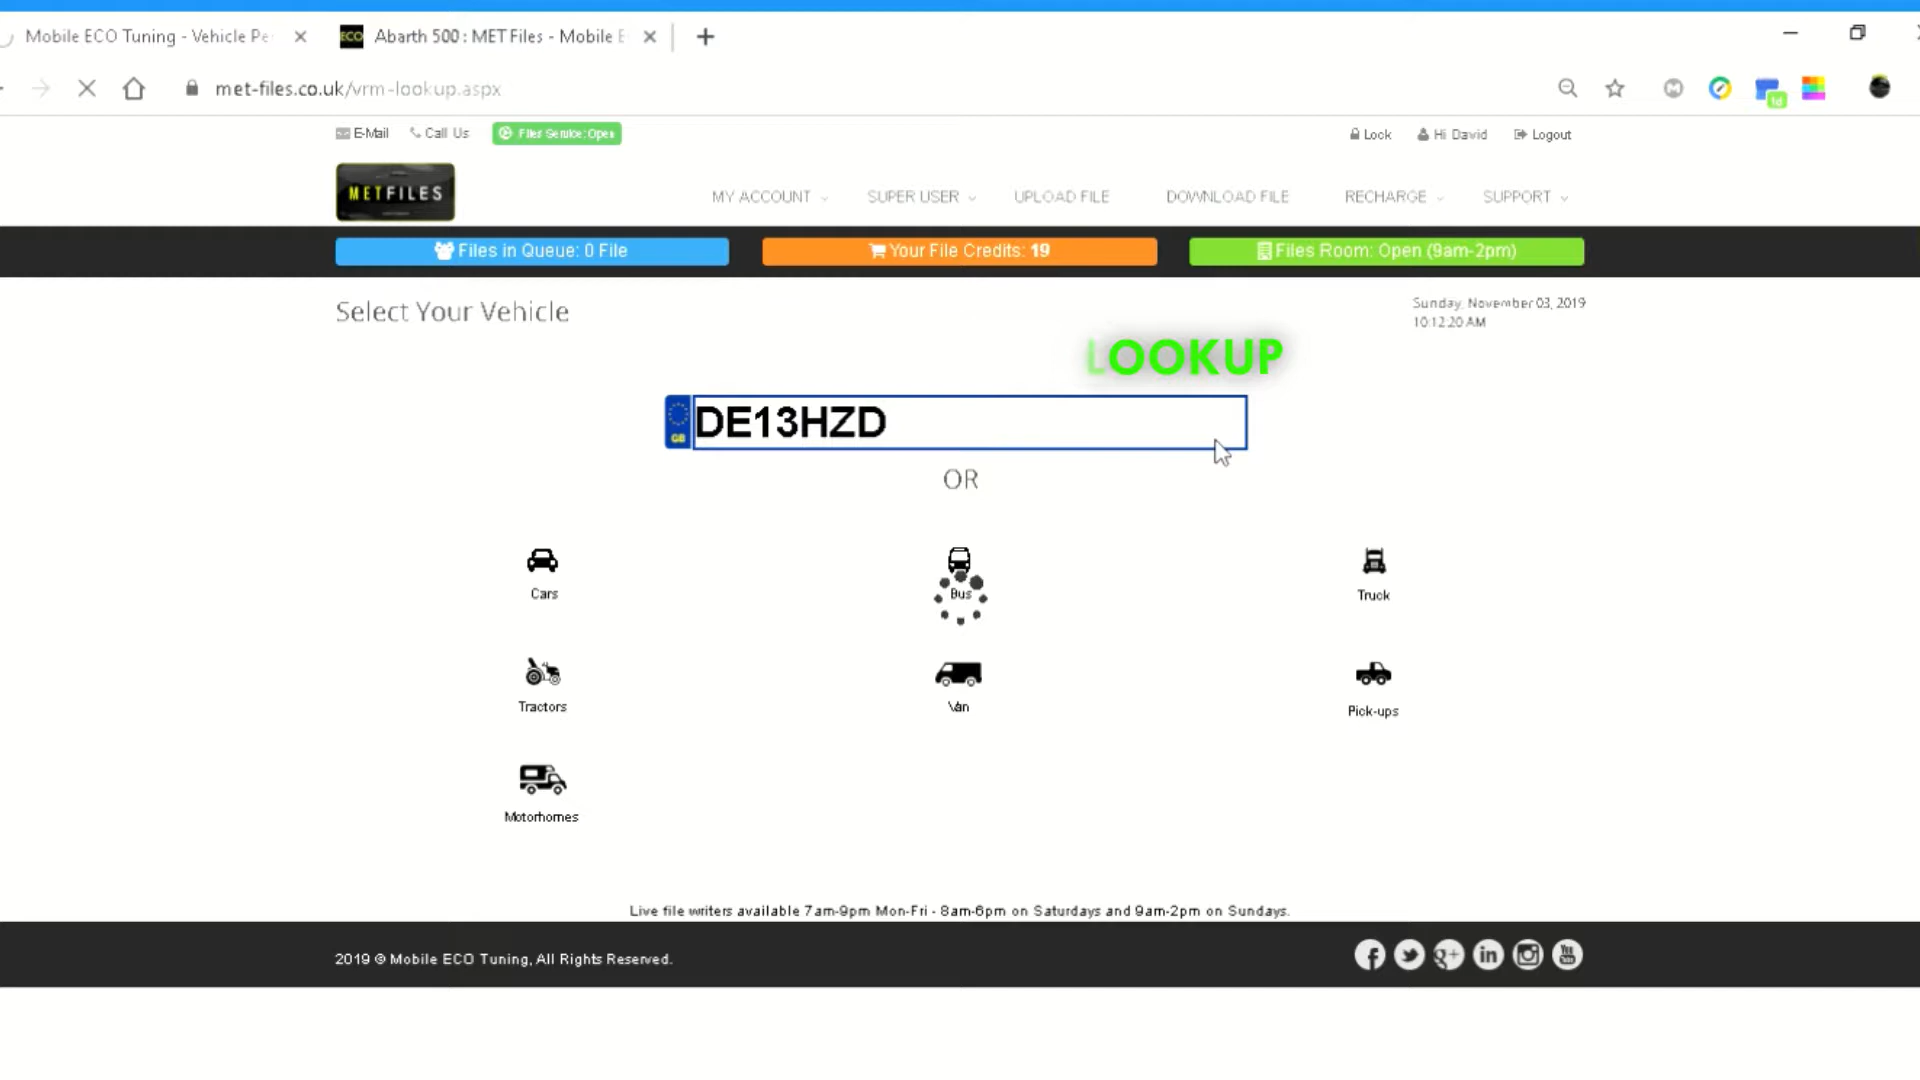 Mobile ECO Tuning - Vehicle Pe
ECO Abarth 500 : MET Files - Mobile E
met-files.co.uk/vrm-lookup.aspx
E-Mail Call Us Files Service: Open
Lock Hi David Logout
METFILES
MY ACCOUNT SUPER USER UPLOAD FILE DOWNLOAD FILE RECHARGE SUPPORT
Files in Queue: 0 File
Your File Credits: 19
Files Room: Open (9am-2pm)
Select Your Vehicle
Sunday, November 03, 2019
10:12:20 AM
LOOKUP
GB DE13HZD
OR
Cars Bus Truck
Tractors Van Pick-ups
Motorhomes
Live file writers available 7am-9pm Mon-Fri - 8am-6pm on Saturdays and 9am-2pm on Sundays.
2019 © Mobile ECO Tuning, All Rights Reserved.